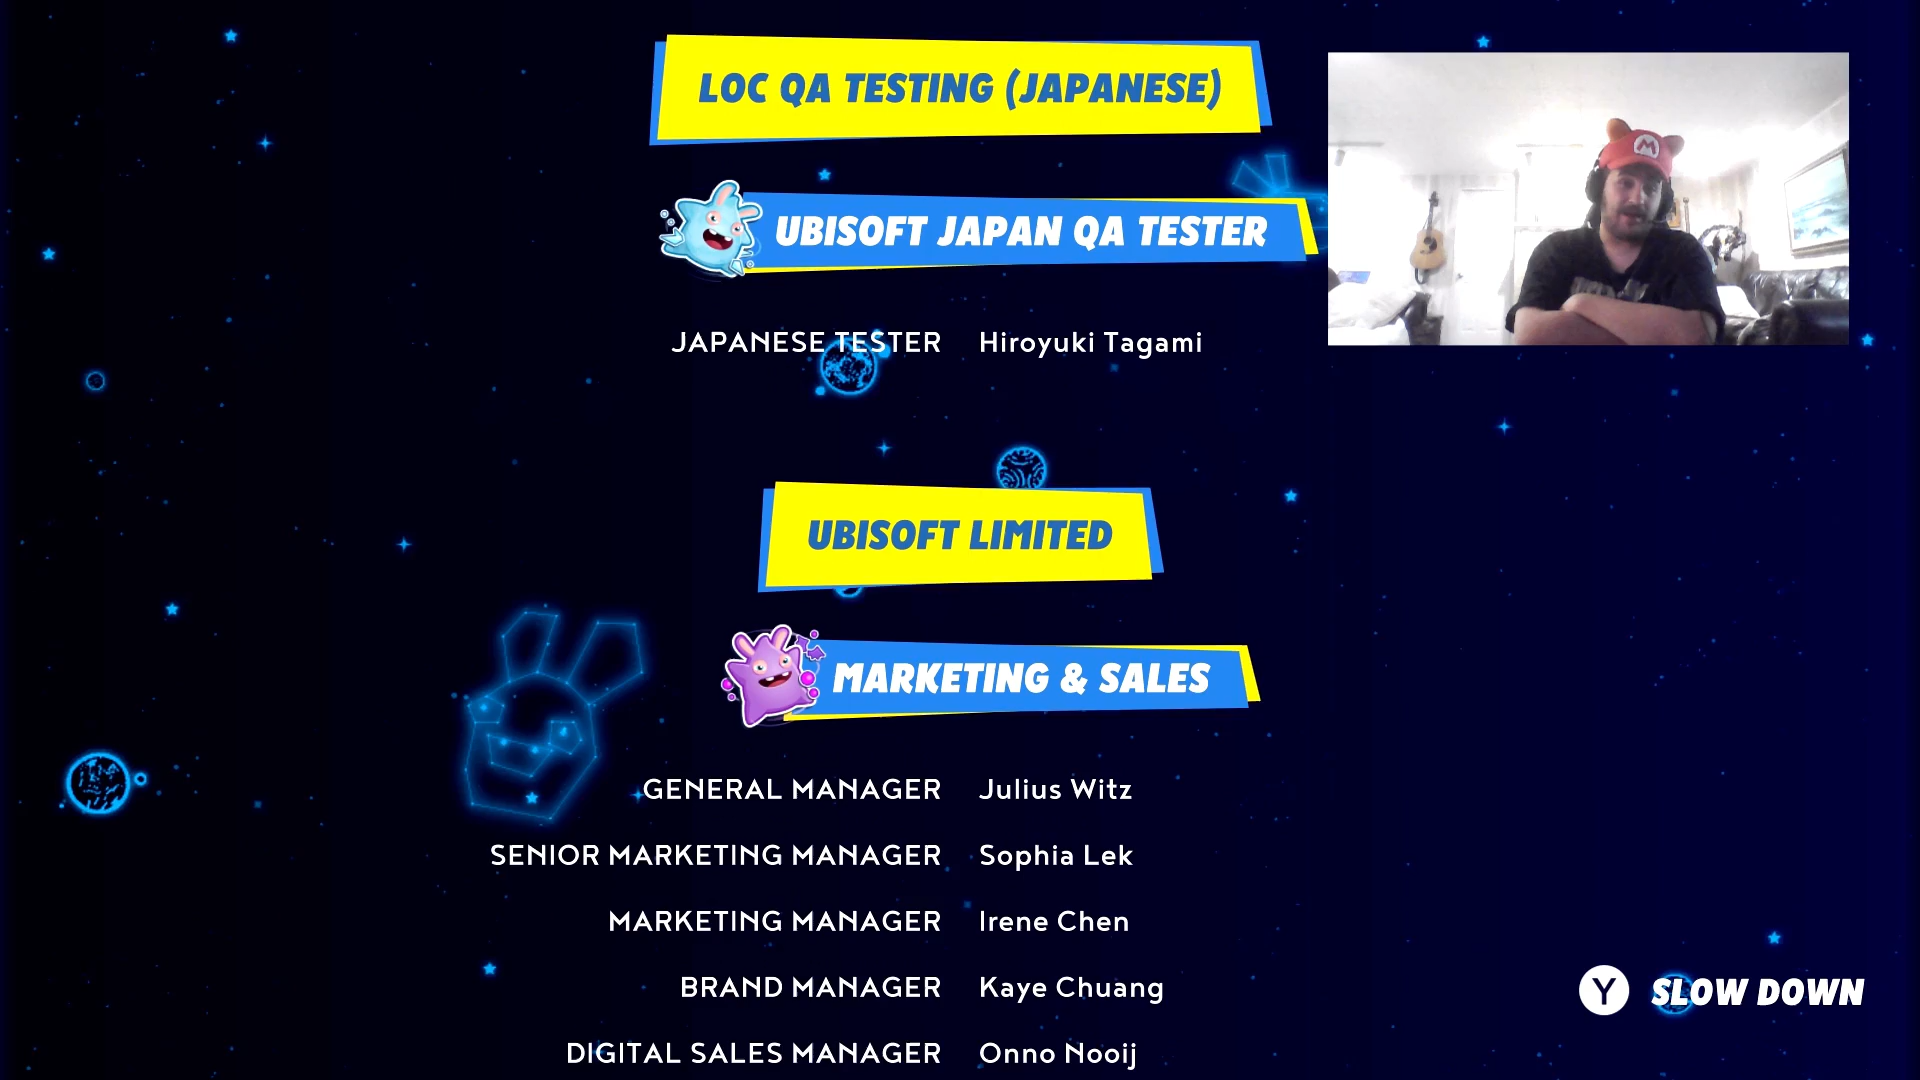 LOC QA TESTING (JAPANESE)
UBISOFT JAPAN QA TESTER
JAPANESE TESTER Hiroyuki Tagami
UBISOFT LIMITED
MARKETING & SALES
GENERAL MANAGER Julius Witz
SENIOR MARKETING MANAGER Sophia Lek
MARKETING MANAGER Irene Chen
BRAND MANAGER Kaye Chuang
DIGITAL SALES MANAGER Onno Nooij
Y SLOW DOWN
M